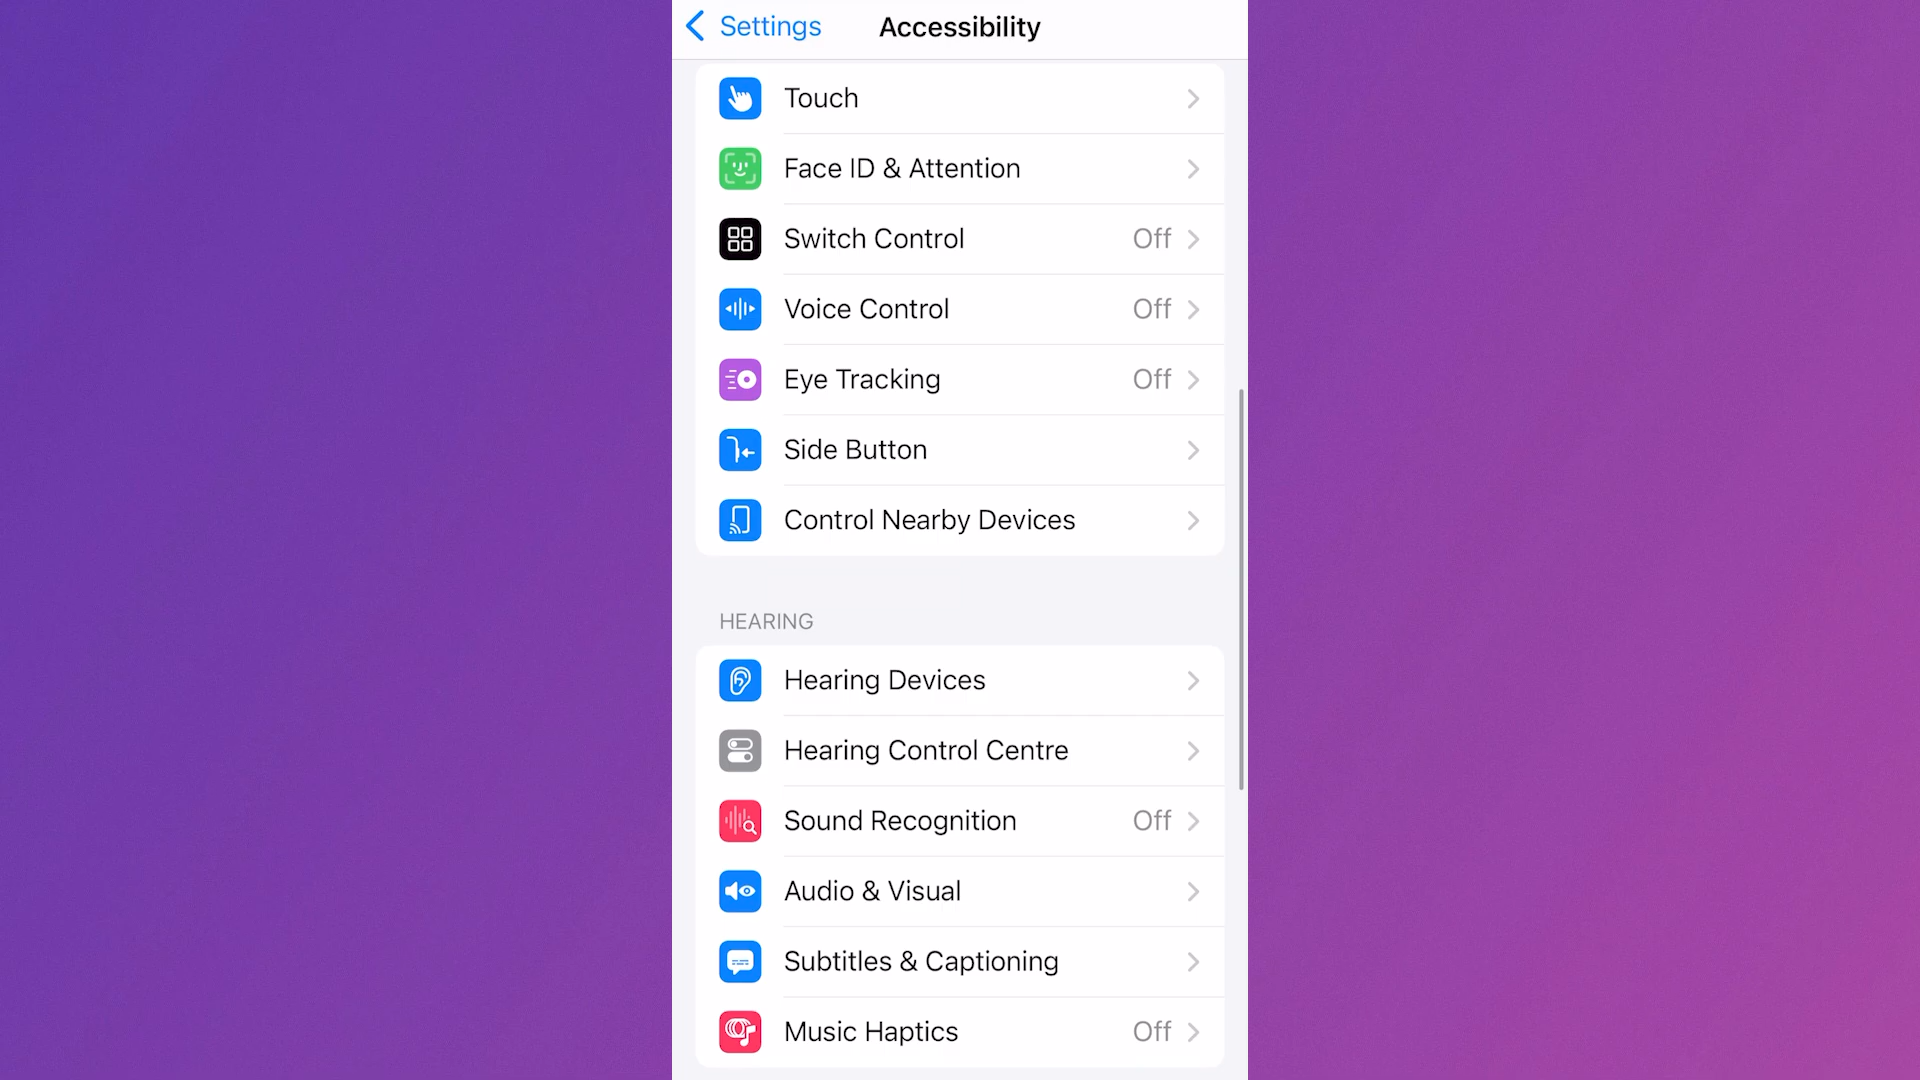 Settings
Accessibility
Touch
Face ID & Attention
Switch Control Off
Voice Control Off
Eye Tracking Off
Side Button
Control Nearby Devices
HEARING
Hearing Devices
Hearing Control Centre
Sound Recognition Off
Audio & Visual
Subtitles & Captioning
Music Haptics Off